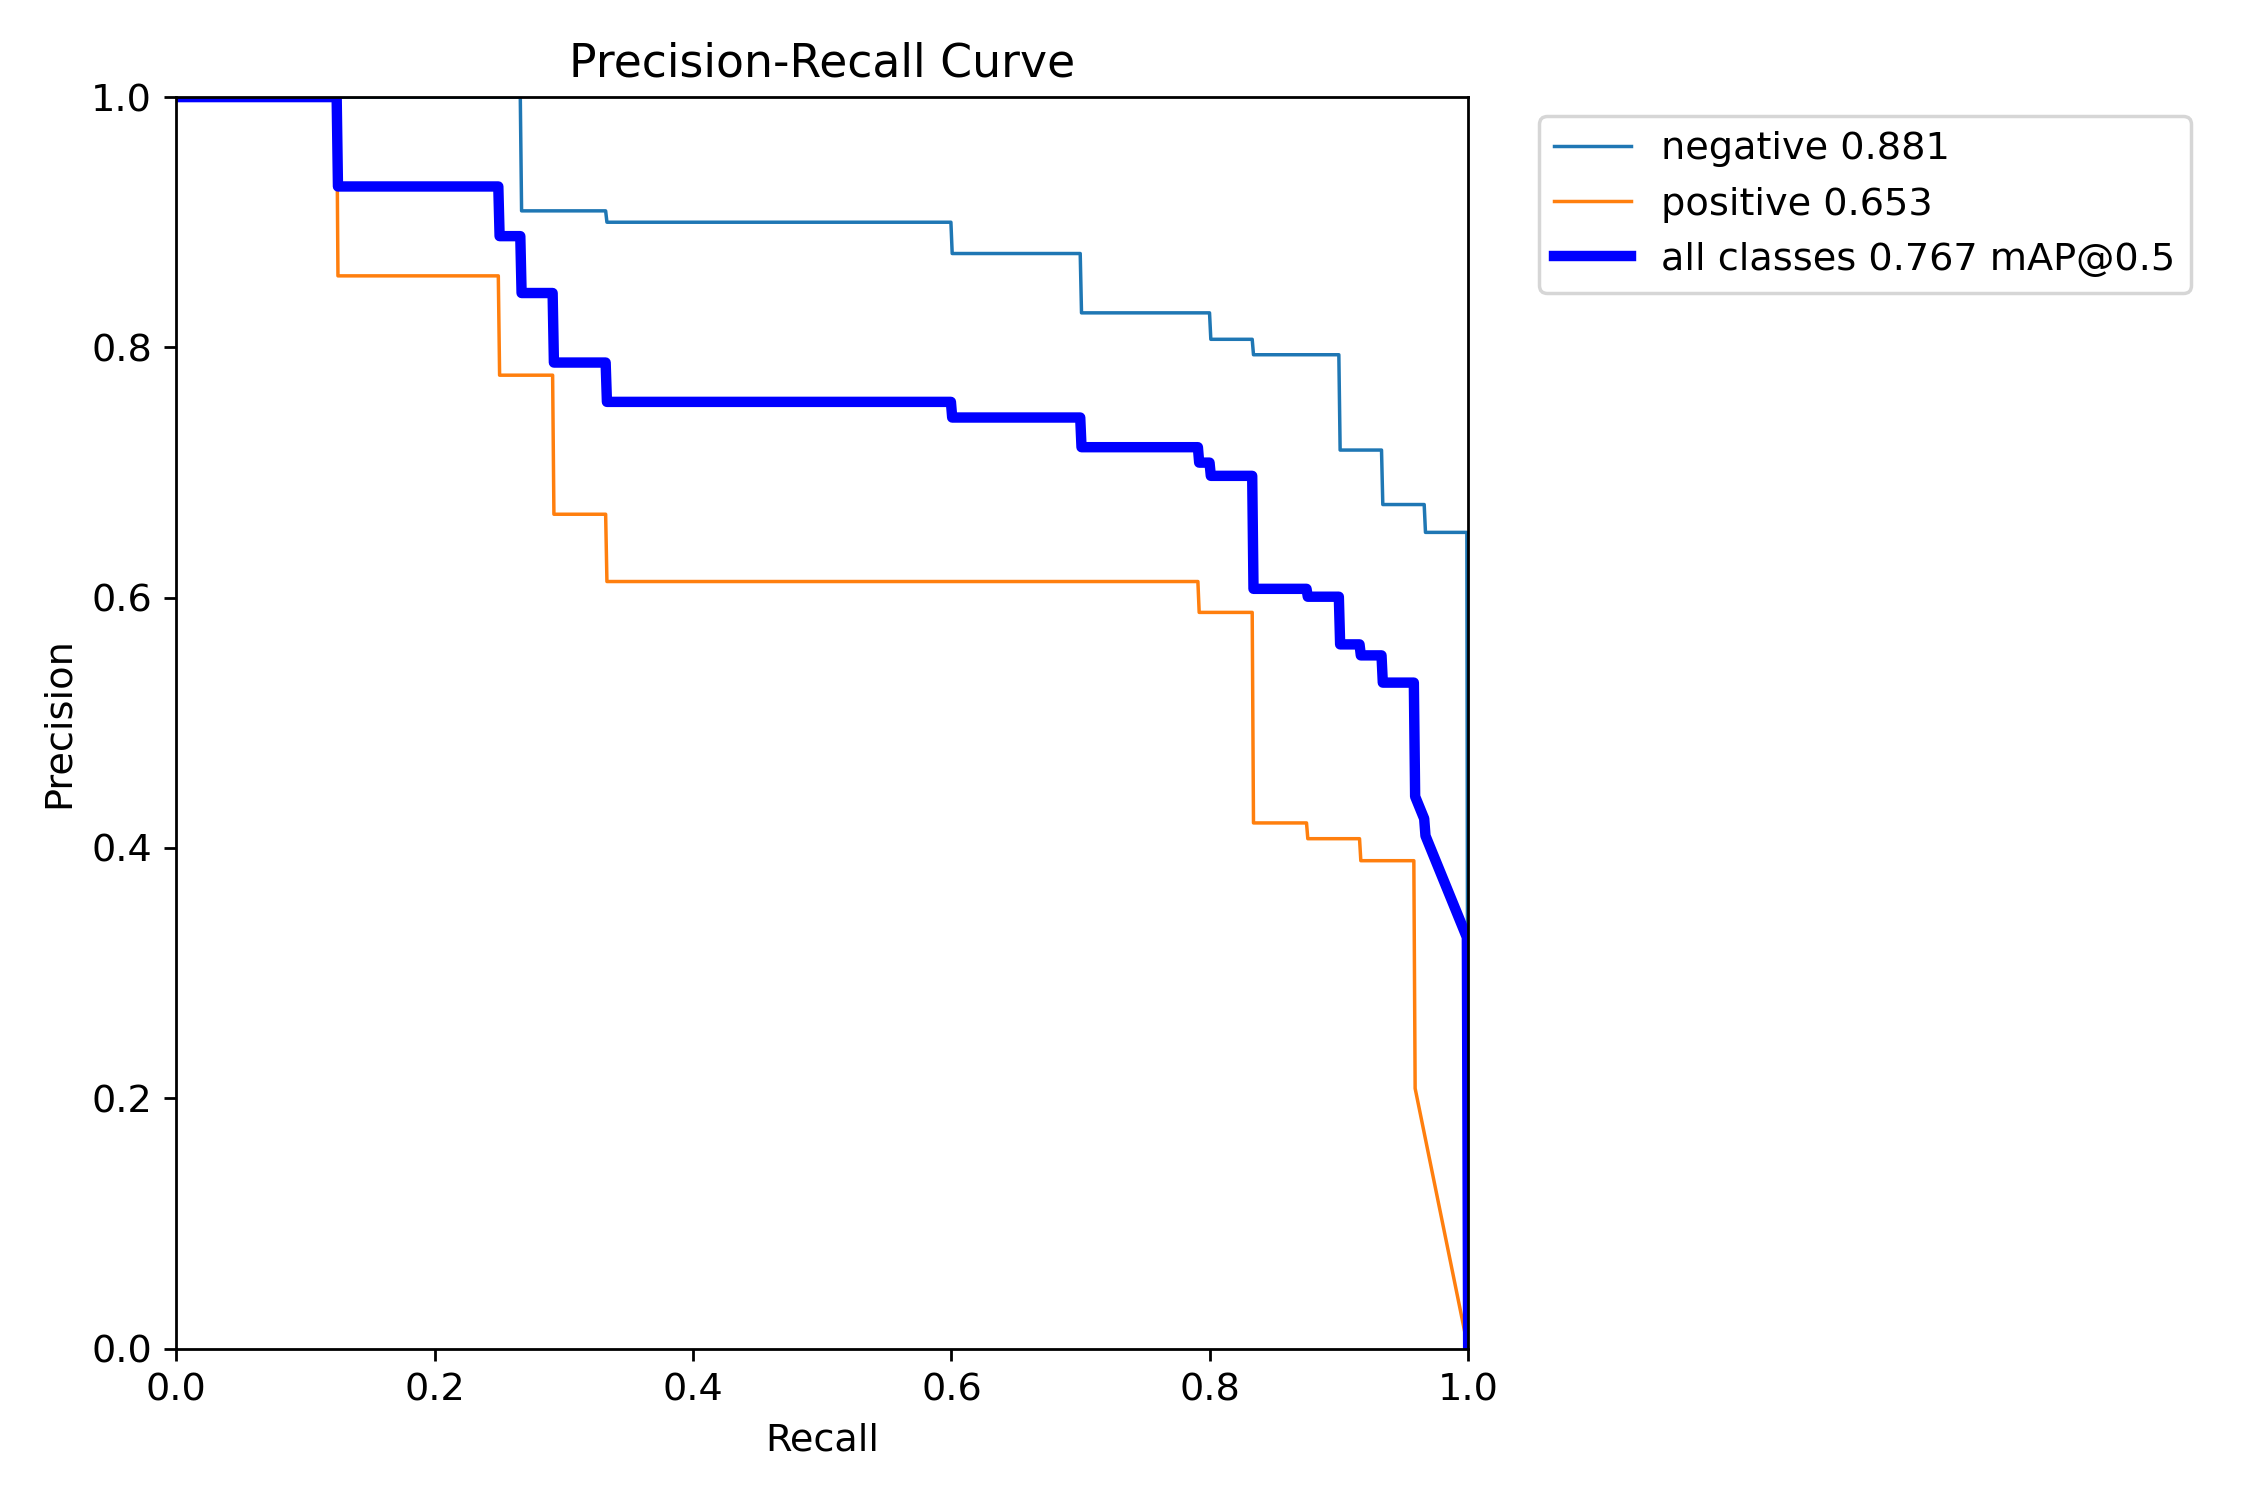 Precision-Recall Curve
1.0
0.8
0.6
0.4
0.2
0.0
Precision
0.0 0.2 0.4 0.6 0.8 1.0
Recall
negative 0.881
positive 0.653
all classes 0.767 mAP@0.5